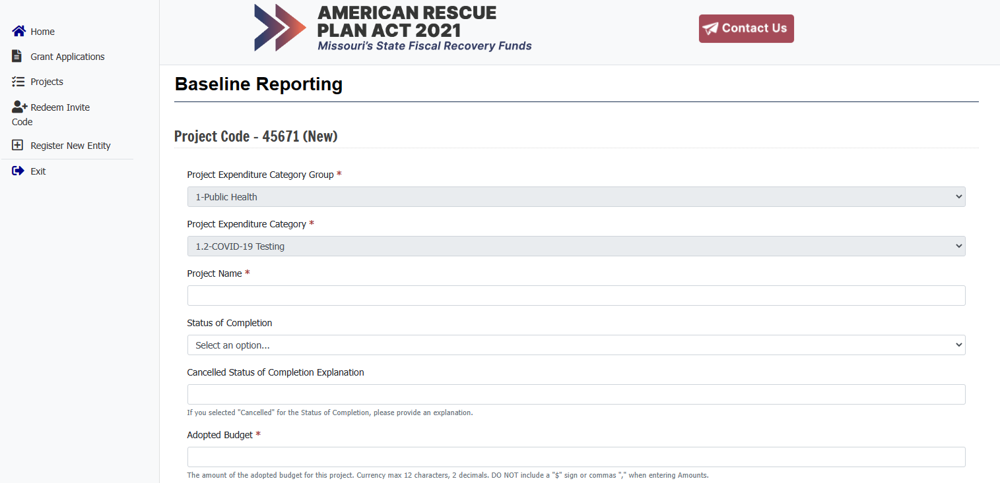 Home
Grant Applications
Projects
Redeem Invite
Code
Register New Entity
Exit
AMERICAN RESCUE
PLAN ACT 2021
Missouri's State Fiscal Recovery Funds
Contact Us
Baseline Reporting
Project Code - 45671 (New)
Project Expenditure Category Group *
1-Public Health
Project Expenditure Category *
1.2-COVID-19 Testing
Project Name *
Status of Completion
Select an option...
Cancelled Status of Completion Explanation
If you selected "Cancelled" for the Status of Completion, please provide an explanation.
Adopted Budget *
The amount of the adopted budget for this project. Currency max 12 characters, 2 decimals. DO NOT include a "$" sign or commas "," when entering Amounts.